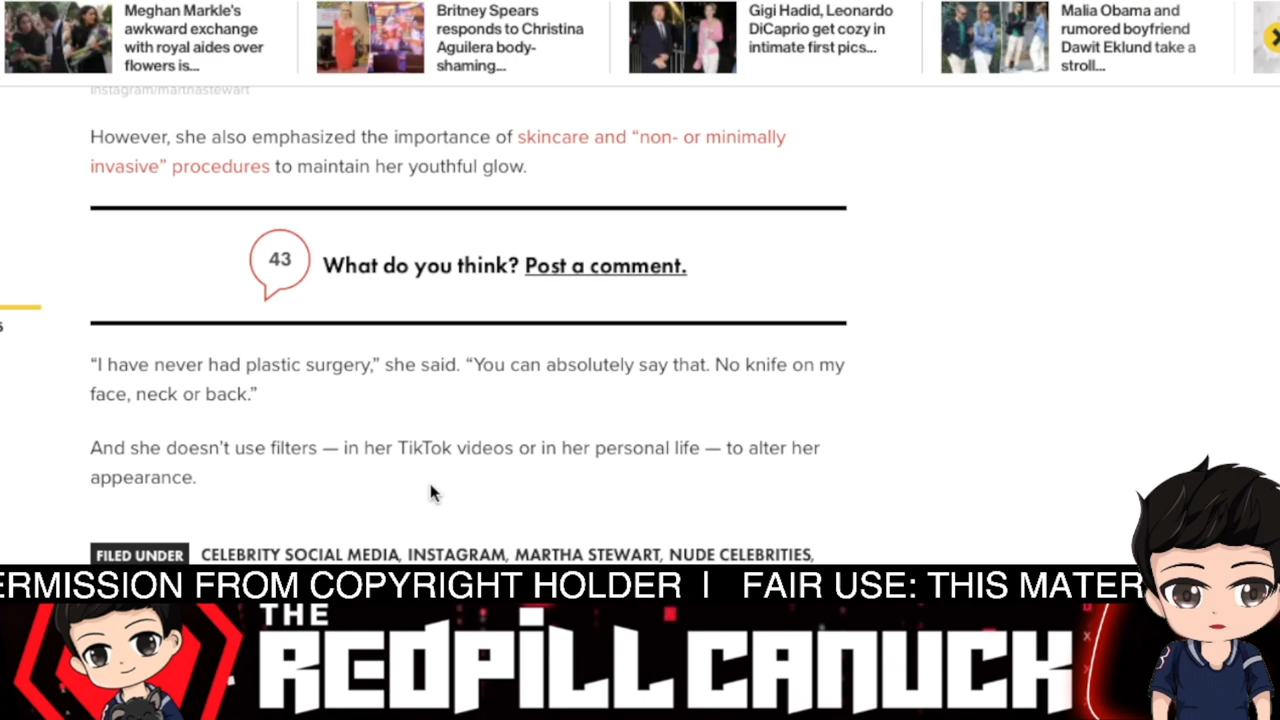 Meghan Markle's
awkward exchange
with royal aides over
flowers is...
Britney Spears
responds to Christina
Aguilera body-
shaming...
Gigi Hadid, Leonardo
DiCaprio get cozy in
intimate first pics...
Malia Obama and
rumored boyfriend
Dawit Eklund take a
stroll...
Instagram/marthastewart
However, she also emphasized the importance of skincare and “non- or minimally
invasive” procedures to maintain her youthful glow.
43
What do you think? Post a comment.
“I have never had plastic surgery,” she said. “You can absolutely say that. No knife on my
face, neck or back.”
And she doesn’t use filters — in her TikTok videos or in her personal life — to alter her
appearance.
FILED UNDER CELEBRITY SOCIAL MEDIA, INSTAGRAM, MARTHA STEWART, NUDE CELEBRITIES,
ERMISSION FROM COPYRIGHT HOLDER | FAIR USE: THIS MATER
THE
REDPILL CANUCK